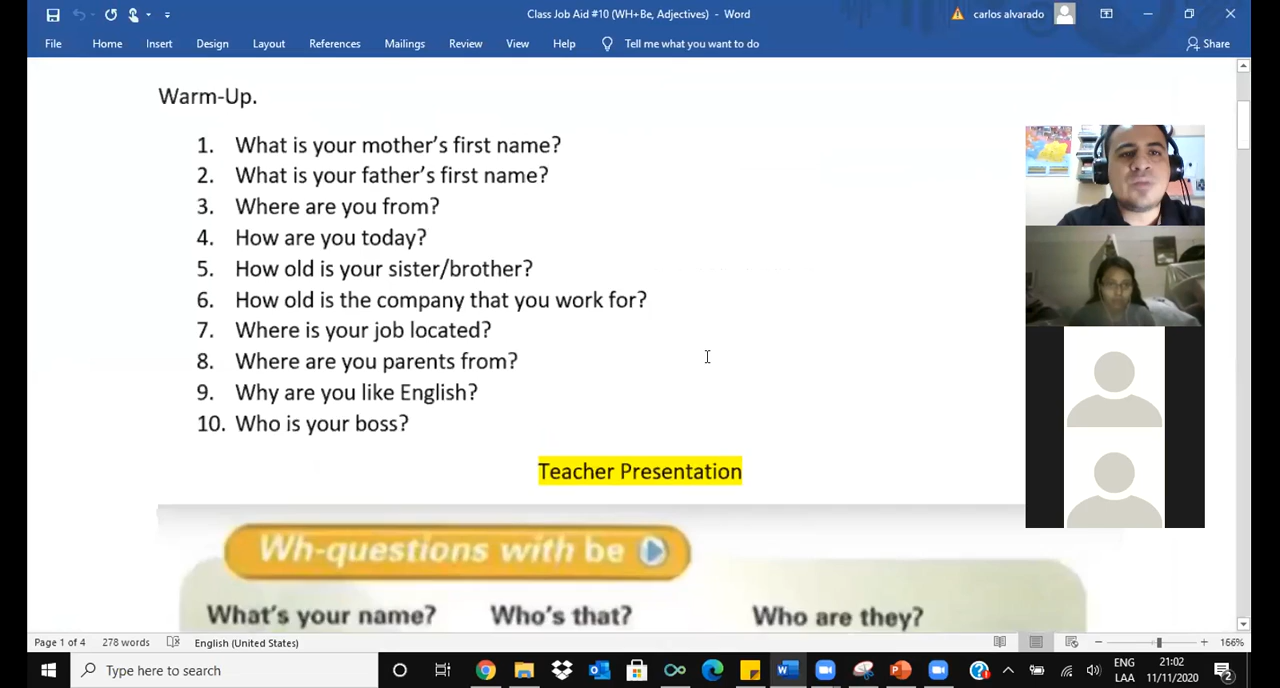 Class Job Aid #10 (WH+Be, Adjectives) - Word
carlos alvarado
File Home Insert Design Layout References Mailings Review View Help Tell me what you want to do Share
Warm-Up.
1. What is your mother's first name?
2. What is your father's first name?
3. Where are you from?
4. How are you today?
5. How old is your sister/brother?
6. How old is the company that you work for?
7. Where is your job located?
8. Where are you parents from?
9. Why are you like English?
10. Who is your boss?
Teacher Presentation
Wh-questions with be
What's your name? Who's that? Who are they?
Page 1 of 4 278 words English (United States) 166%
Type here to search
ENG 21:02
LAA 11/11/2020 2